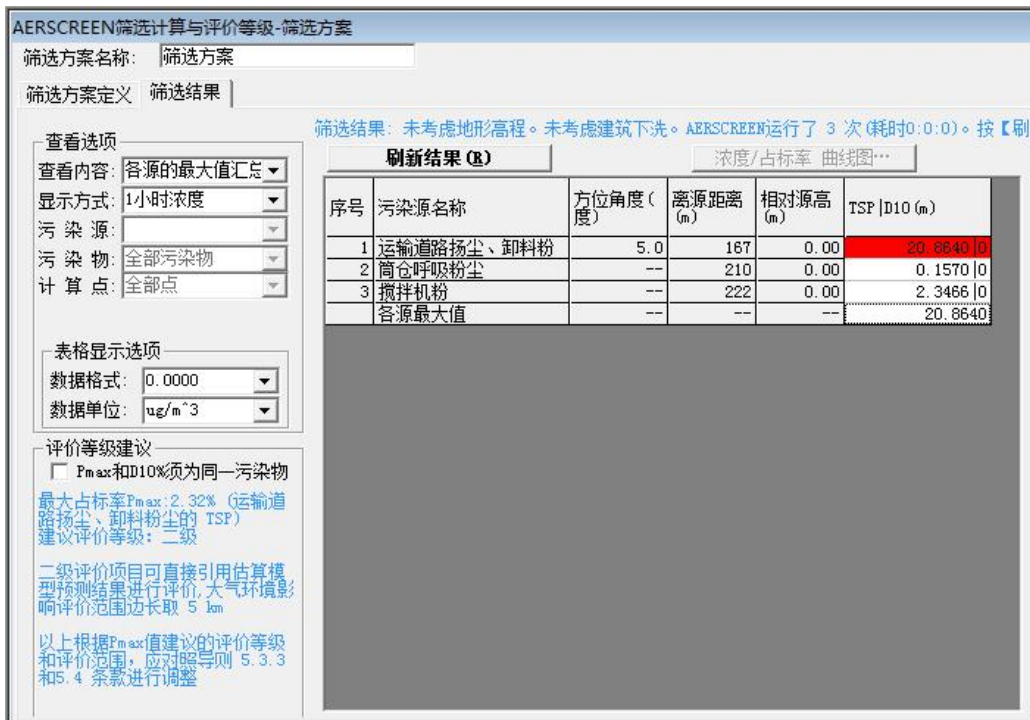 AERSCREEN筛选计算与评价等级-筛选方案
筛选方案名称： 筛选方案
筛选方案定义 筛选结果
筛选结果：未考虑地形高程。未考虑建筑下洗。AERSCREEN运行了 3 次(耗时0:0:0)。按【刷
查看选项
查看内容： 各源的最大值汇总
显示方式： 1小时浓度
污 染 源：
污 染 物： 全部污染物
计 算 点： 全部点
刷新结果(R) 浓度/占标率 曲线图…
序号 污染源名称 方位角度(度) 离源距离(m) 相对源高(m) TSP|D10(m)
1 运输道路扬尘、卸料粉 5.0 167 0.00 20.8640|0
2 筒仓呼吸粉尘 -- 210 0.00 0.1570|0
3 搅拌机粉 -- 222 0.00 2.3466|0
各源最大值 -- -- -- 20.8640
表格显示选项
数据格式： 0.0000
数据单位： ug/m^3
评价等级建议
Pmax和D10%须为同一污染物
最大占标率Pmax:2.32% (运输道
路扬尘、卸料粉尘的 TSP)
建议评价等级：二级
二级评价项目可直接引用估算模
型预测结果进行评价,大气环境影
响评价范围边长取 5 km
以上根据Pmax值建议的评价等级
和评价范围，应对照导则 5.3.3
和5.4 条款进行调整